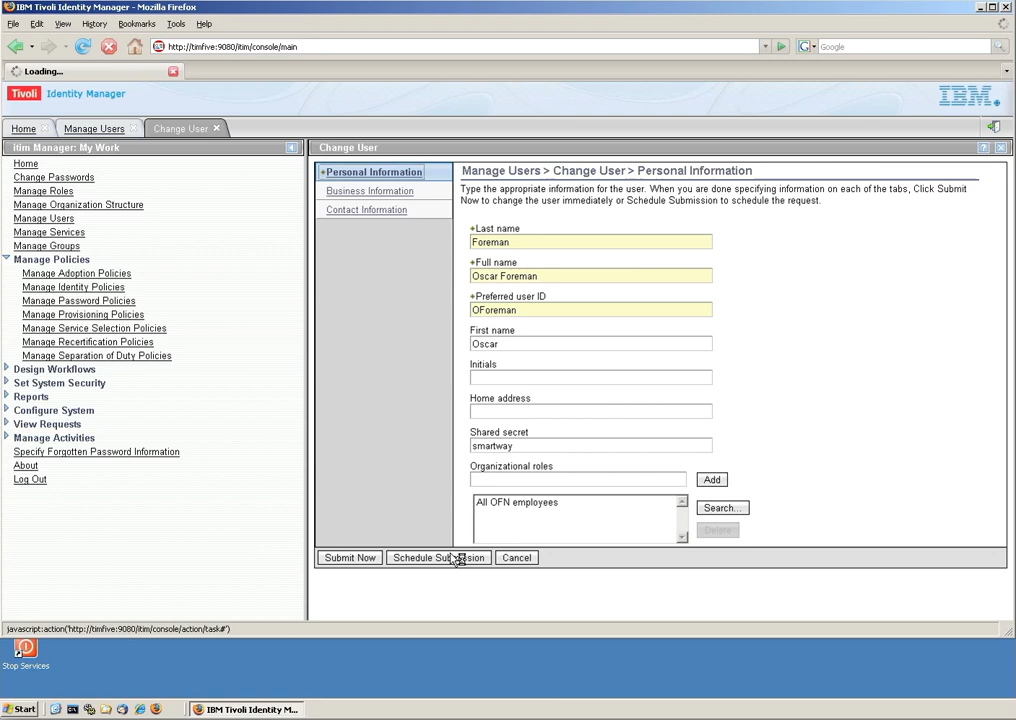 IBM Tivoli Identity Manager - Mozilla Firefox
File Edit View History Bookmarks Tools Help
http://timfive:9080/itim/console/main
Google
Loading...
Tivoli Identity Manager
IBM
Home Manage Users Change User
itim Manager: My Work
Home
Change Passwords
Manage Roles
Manage Organization Structure
Manage Users
Manage Services
Manage Groups
Manage Policies
Manage Adoption Policies
Manage Identity Policies
Manage Password Policies
Manage Provisioning Policies
Manage Service Selection Policies
Manage Recertification Policies
Manage Separation of Duty Policies
Design Workflows
Set System Security
Reports
Configure System
View Requests
Manage Activities
Specify Forgotten Password Information
About
Log Out
Change User
Personal Information
Business Information
Contact Information
Manage Users > Change User > Personal Information
Type the appropriate information for the user. When you are done specifying information on each of the tabs, Click Submit
Now to change the user immediately or Schedule Submission to schedule the request.
Last name
Foreman
Full name
Oscar Foreman
Preferred user ID
OForeman
First name
Oscar
Initials
Home address
Shared secret
smartway
Organizational roles
Add
All OFN employees
Search...
Delete
Submit Now Schedule Submission Cancel
javascript:action('http://timfive:9080/itim/console/action/task#')
Stop Services
Start IBM Tivoli Identity M...